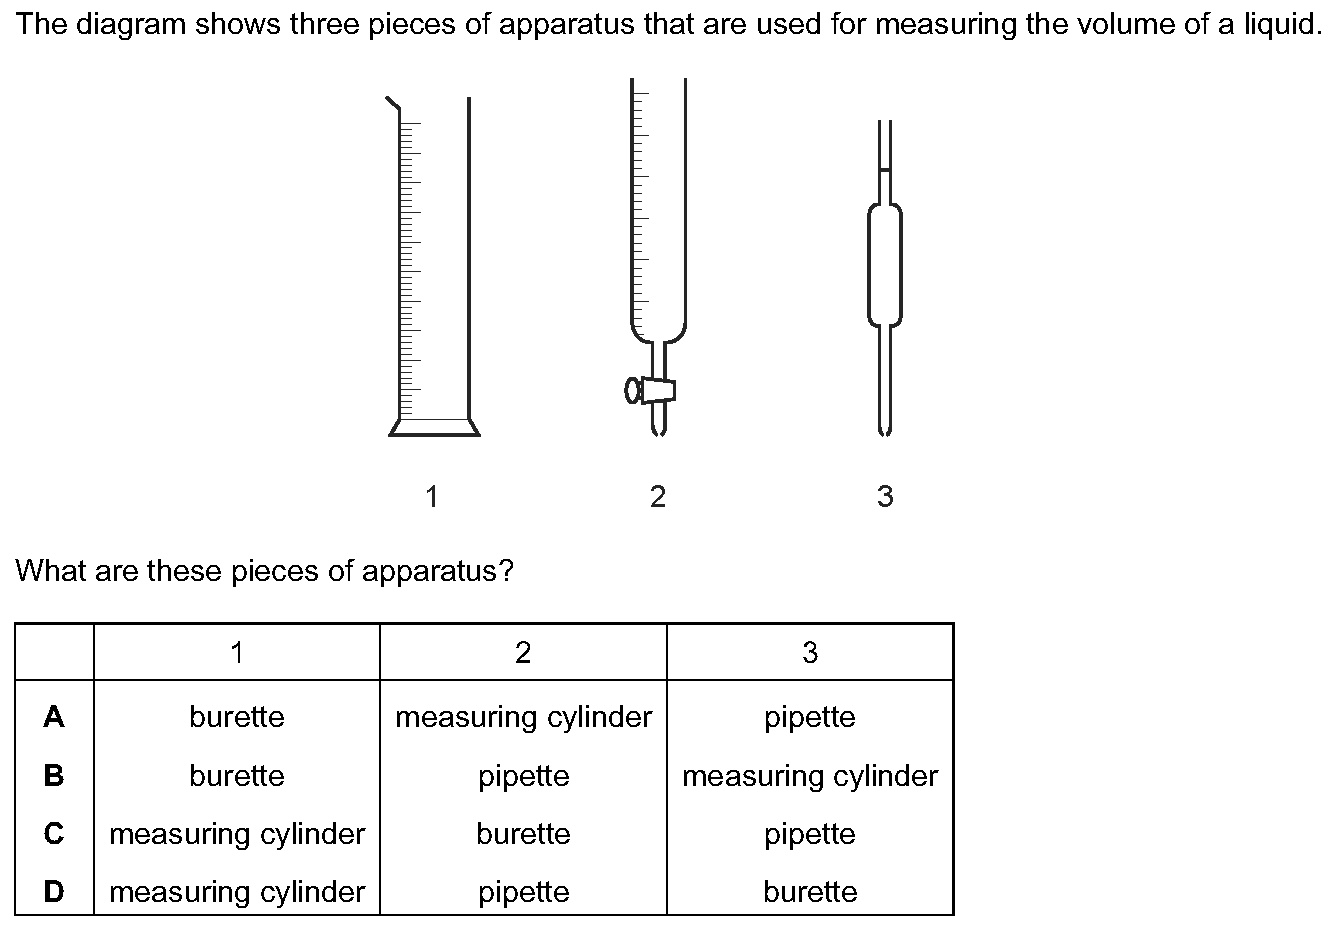 The diagram shows three pieces of apparatus that are used for measuring the volume of a liquid.
1 2 3
What are these pieces of apparatus?
1 2 3
A burette measuring cylinder pipette
B burette pipette measuring cylinder
C measuring cylinder burette pipette
D measuring cylinder pipette burette